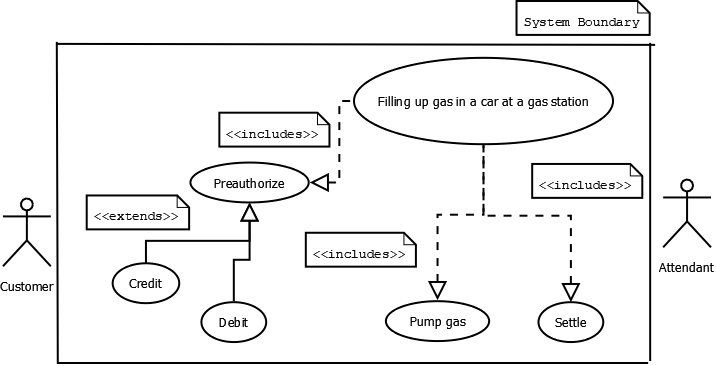 System Boundary
Filling up gas in a car at a gas station
<<includes>>
Preauthorize
<<includes>>
<<extends>>
<<includes>>
Customer
Attendant
Credit
Debit
Pump gas
Settle